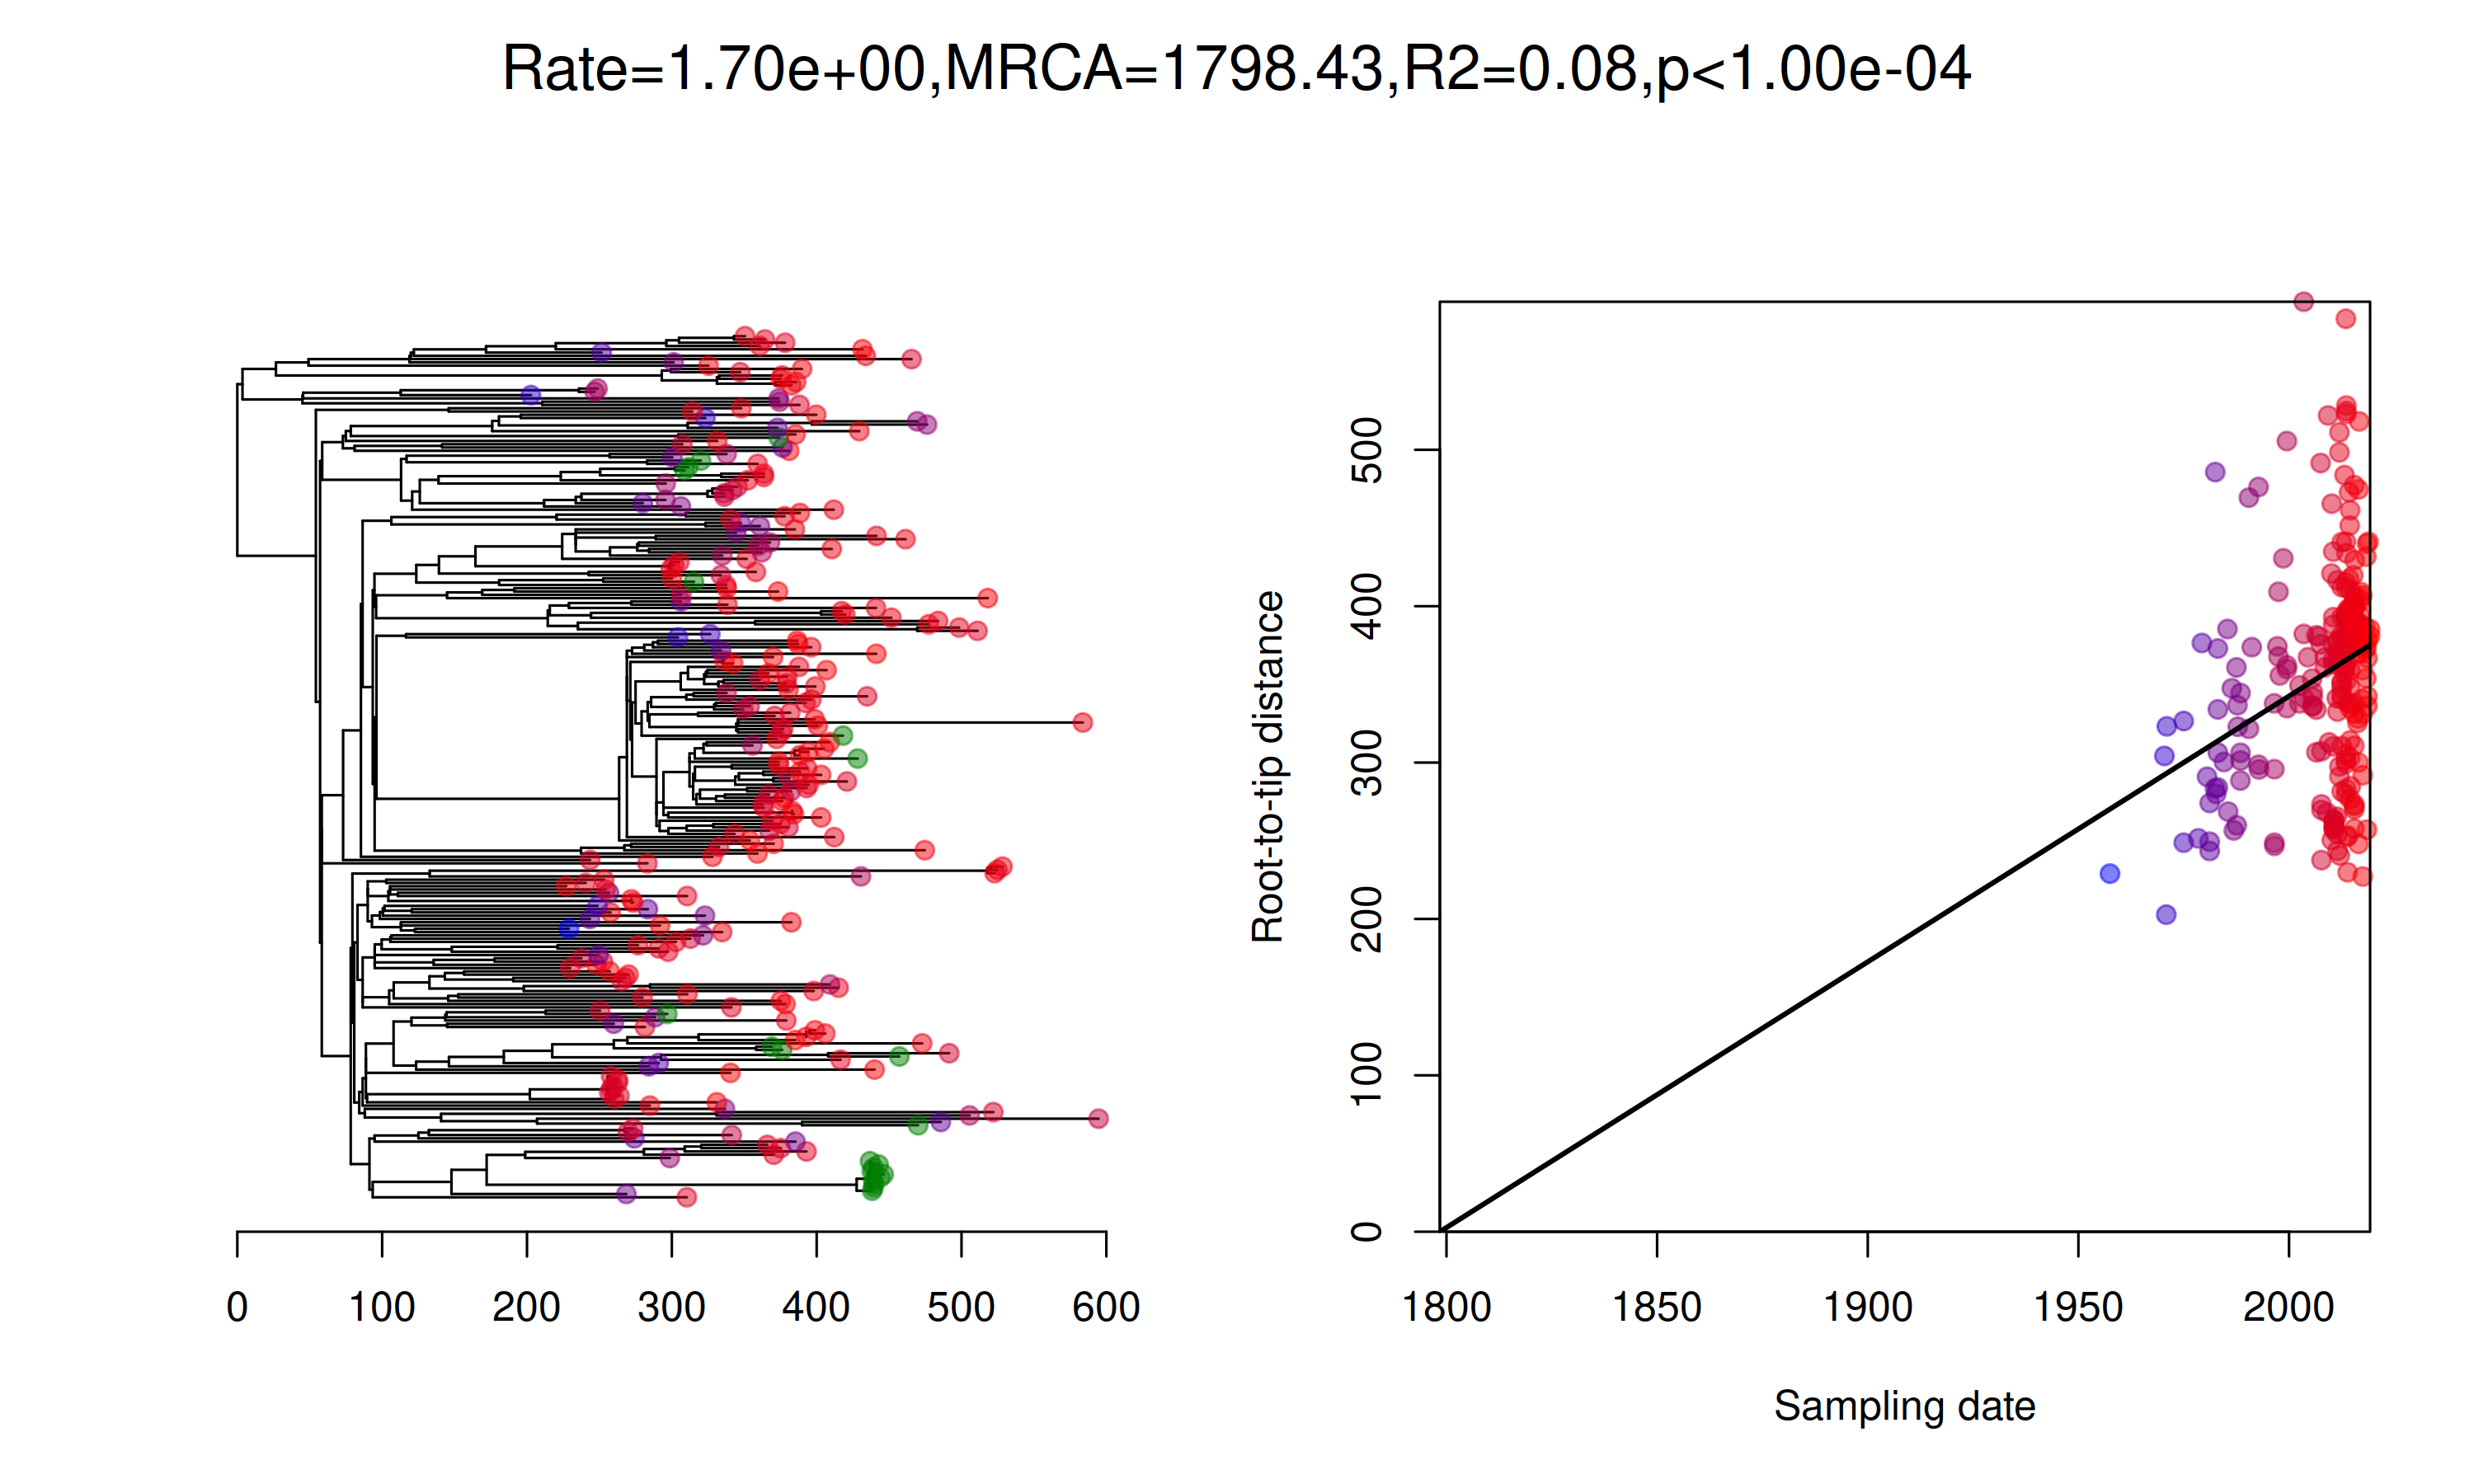 Rate=1.70e+00,MRCA=1798.43,R2=0.08,p<1.00e-04
0 100 200 300 400 500 600
Root-to-tip distance
0 100 200 300 400 500
1800 1850 1900 1950 2000
Sampling date